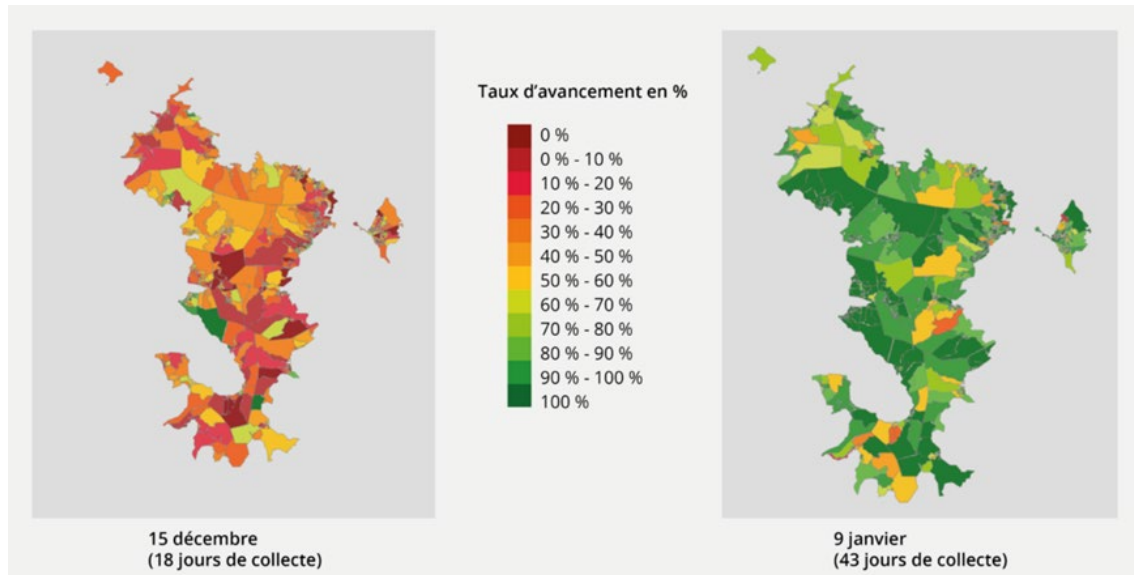 Taux d'avancement en %
0 %
0 % - 10 %
10 % - 20 %
20 % - 30 %
30 % - 40 %
40 % - 50 %
50 % - 60 %
60 % - 70 %
70 % - 80 %
80 % - 90 %
90 % - 100 %
100 %
15 décembre
(18 jours de collecte)
9 janvier
(43 jours de collecte)